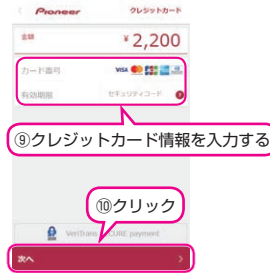 Pioneer クレジットカード
金額
¥ 2,200
カード番号 VISA
有効期限 セキュリティコード
⑨クレジットカード情報を入力する
⑩クリック
VeriTrans CURE payment
次へ